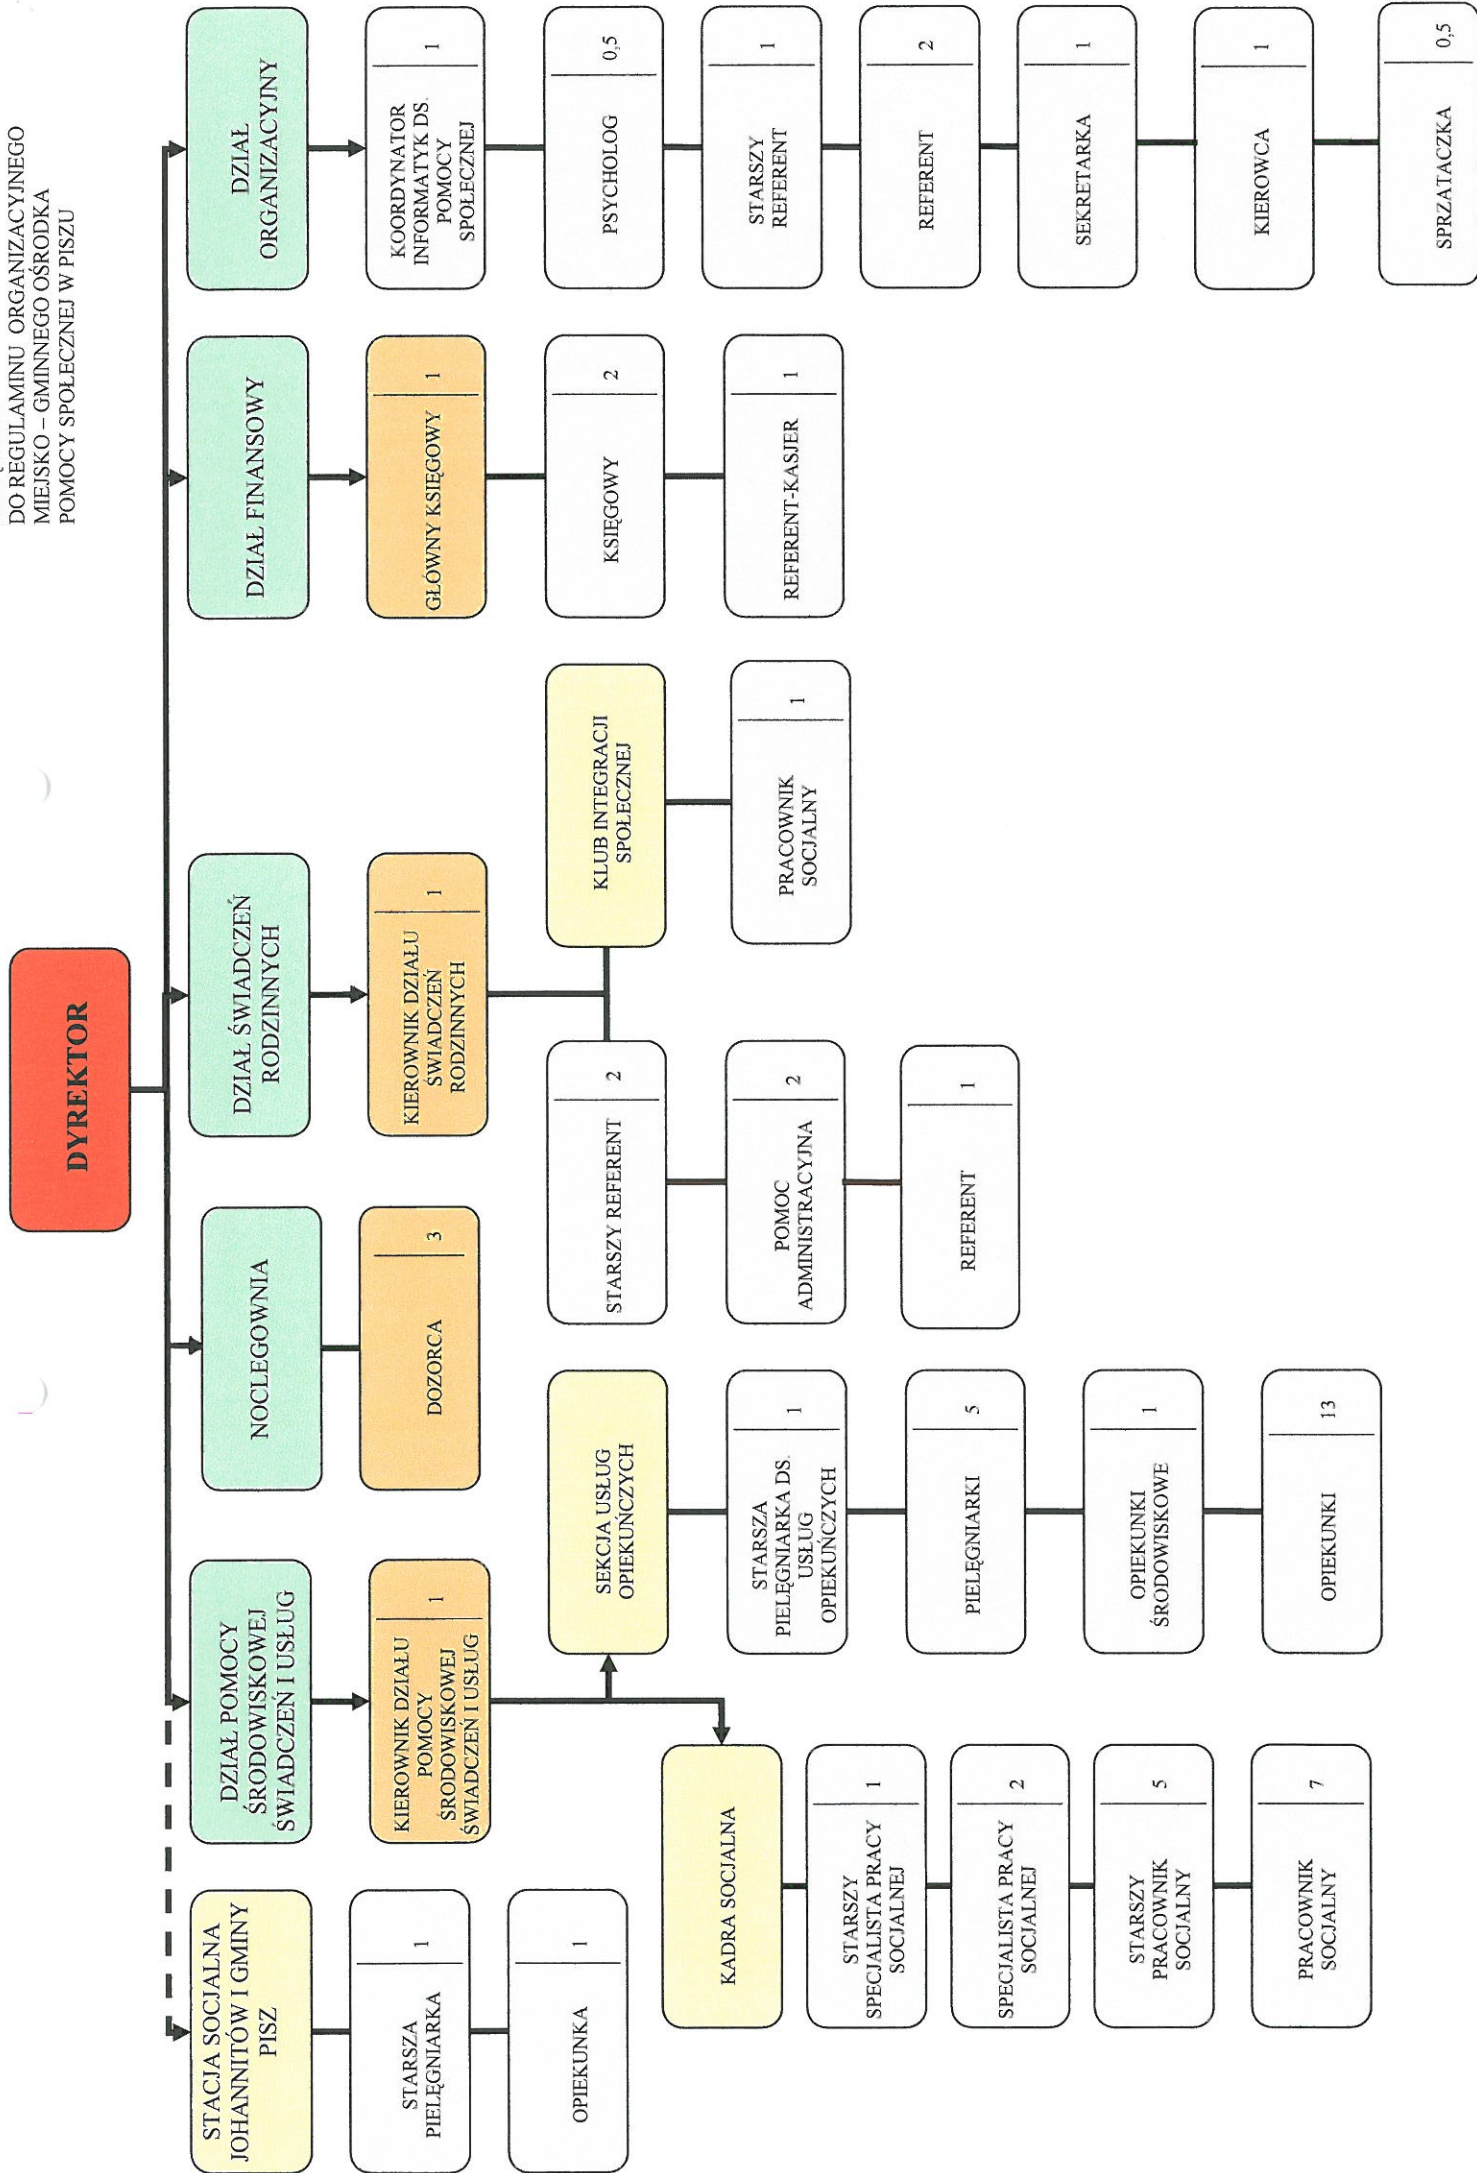 DO REGULAMINU ORGANIZACYJNEGO
MIEJSKO – GMINNEGO OŚRODKA
POMOCY SPOŁECZNEJ W PISZU
DYREKTOR
STACJA SOCJALNA
JOHANNITÓW I GMINY
PISZ
STARSZA
PIELĘGNIARKA
1
OPIEKUNKA
1
DZIAŁ POMOCY
ŚRODOWISKOWEJ
ŚWIADCZEŃ I USŁUG
KIEROWNIK DZIAŁU
POMOCY
ŚRODOWISKOWEJ
ŚWIADCZEŃ I USŁUG
1
KADRA SOCJALNA
STARSZY
SPECJALISTA PRACY
SOCJALNEJ
1
SPECJALISTA PRACY
SOCJALNEJ
2
STARSZY
PRACOWNIK
SOCJALNY
5
PRACOWNIK
SOCJALNY
7
SEKCJA USŁUG
OPIEKUŃCZYCH
STARSZA
PIELĘGNIARKA DS.
USŁUG
OPIEKUŃCZYCH
1
PIELĘGNIARKI
5
OPIEKUNKI
ŚRODOWISKOWE
1
OPIEKUNKI
13
NOCLEGOWNIA
DOZORCA
3
DZIAŁ ŚWIADCZEŃ
RODZINNYCH
KIEROWNIK DZIAŁU
ŚWIADCZEŃ
RODZINNYCH
1
STARSZY REFERENT
2
POMOC
ADMINISTRACYJNA
2
REFERENT
1
KLUB INTEGRACJI
SPOŁECZNEJ
PRACOWNIK
SOCJALNY
1
DZIAŁ FINANSOWY
GŁÓWNY KSIĘGOWY
1
KSIĘGOWY
2
REFERENT-KASJER
1
DZIAŁ
ORGANIZACYJNY
KOORDYNATOR
INFORMATYK DS.
POMOCY
SPOŁECZNEJ
1
PSYCHOLOG
0,5
STARSZY
REFERENT
1
REFERENT
2
SEKRETARKA
1
KIEROWCA
1
SPRZATACZKA
0,5